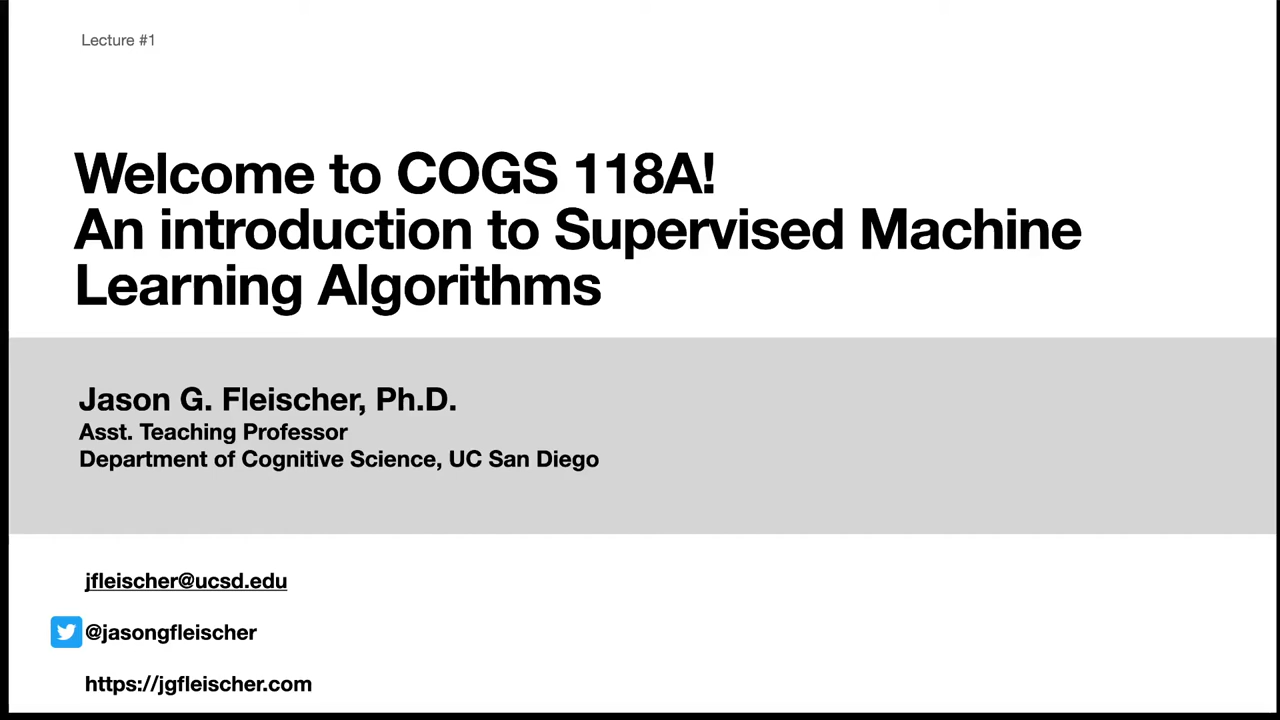 Lecture #1
Welcome to COGS 118A!
An introduction to Supervised Machine
Learning Algorithms
Jason G. Fleischer, Ph.D.
Asst. Teaching Professor
Department of Cognitive Science, UC San Diego
jfleischer@ucsd.edu
@jasongfleischer
https://jgfleischer.com